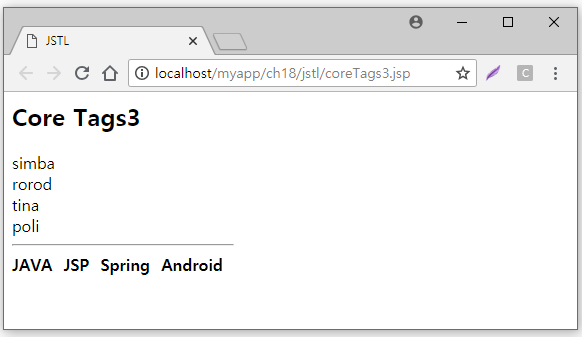 JSTL
localhost/myapp/ch18/jstl/coreTags3.jsp
C
Core Tags3
simba
rorod
tina
poli
JAVA JSP Spring Android